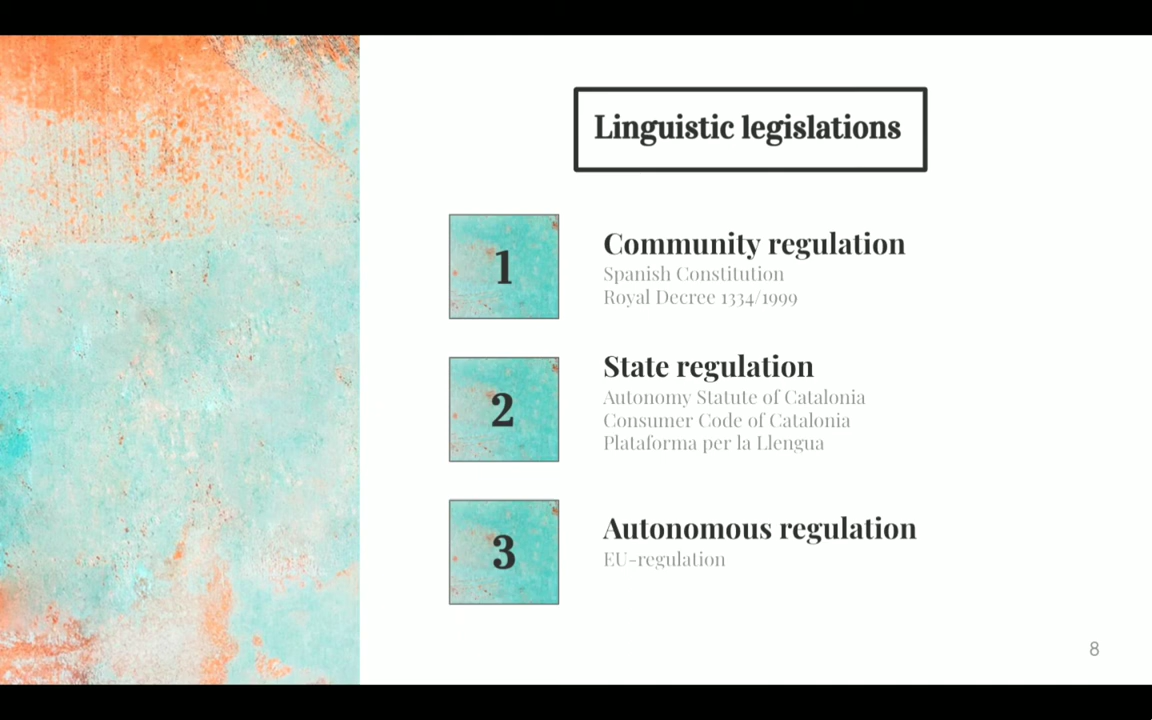 Linguistic legislations
1
Community regulation
Spanish Constitution
Royal Decree 1334/1999
2
State regulation
Autonomy Statute of Catalonia
Consumer Code of Catalonia
Plataforma per la Llengua
3
Autonomous regulation
EU-regulation
8